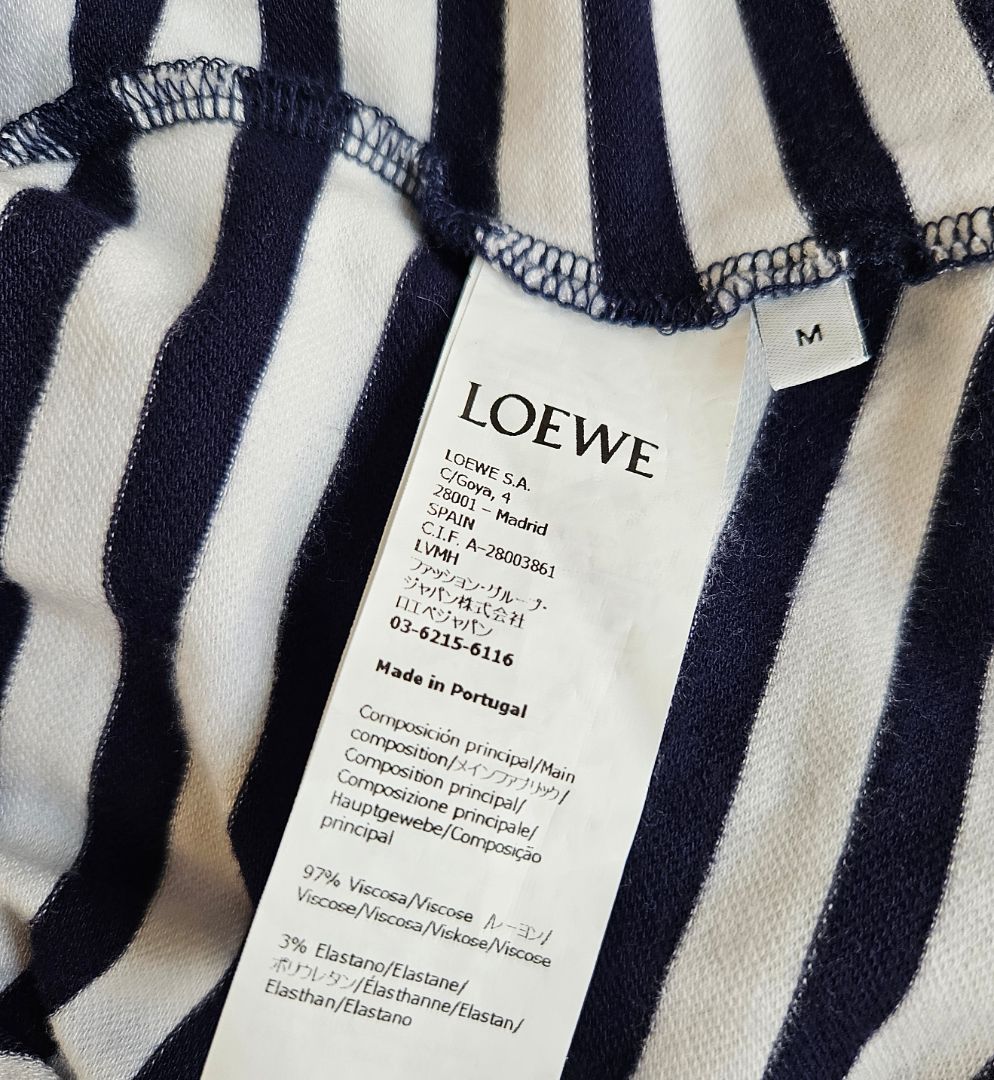 M
LOEWE
LOEWE S.A.
C/Goya, 4
28001 – Madrid
SPAIN
C.I.F. A-28003861
LVMH
ファッション・グループ・
ジャパン株式会社
ロエベジャパン
03-6215-6116
Made in Portugal
Composición principal/Main
composition/メインファブリック/
Composition principal/
Composizione principale/
Hauptgewebe/Composição
principal
97% Viscosa/Viscose /レーヨン/
Viscose/Viscosa/Viskose/Viscose
3% Elastano/Elastane/
ポリウレタン/Élasthanne/Elastan/
Elasthan/Elastano